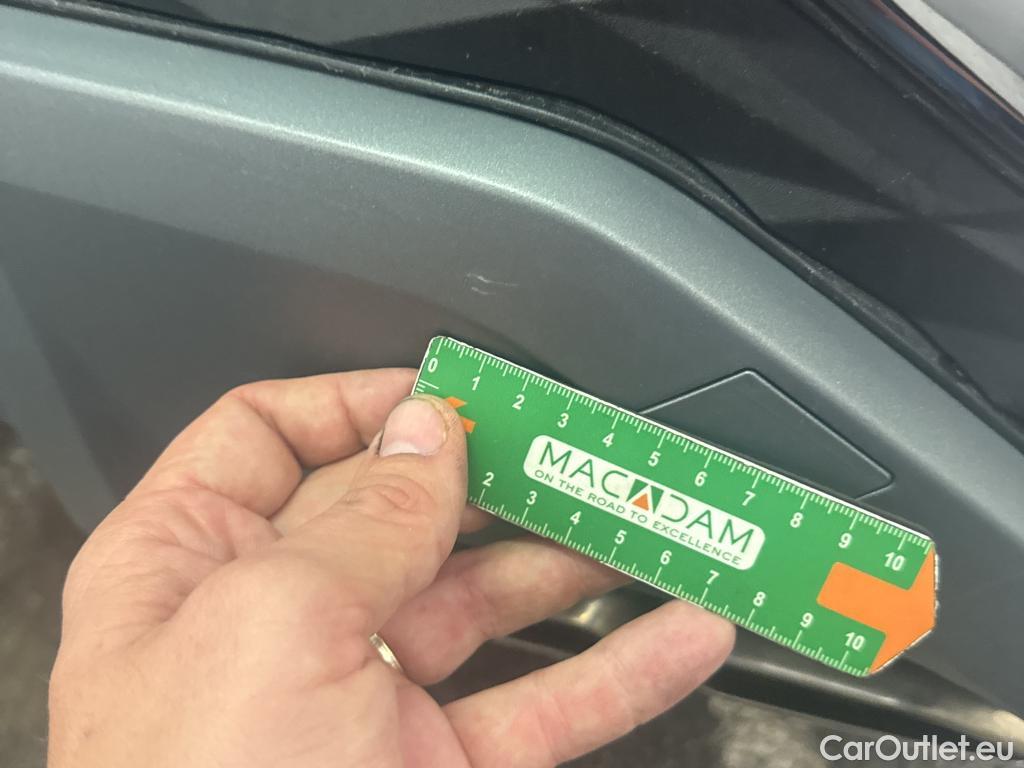 0 1 2 3 4 5 6 7 8 9 10
MACADAM
ON THE ROAD TO EXCELLENCE
2 3 4 5 6 7 8 9 10
CarOutlet.eu